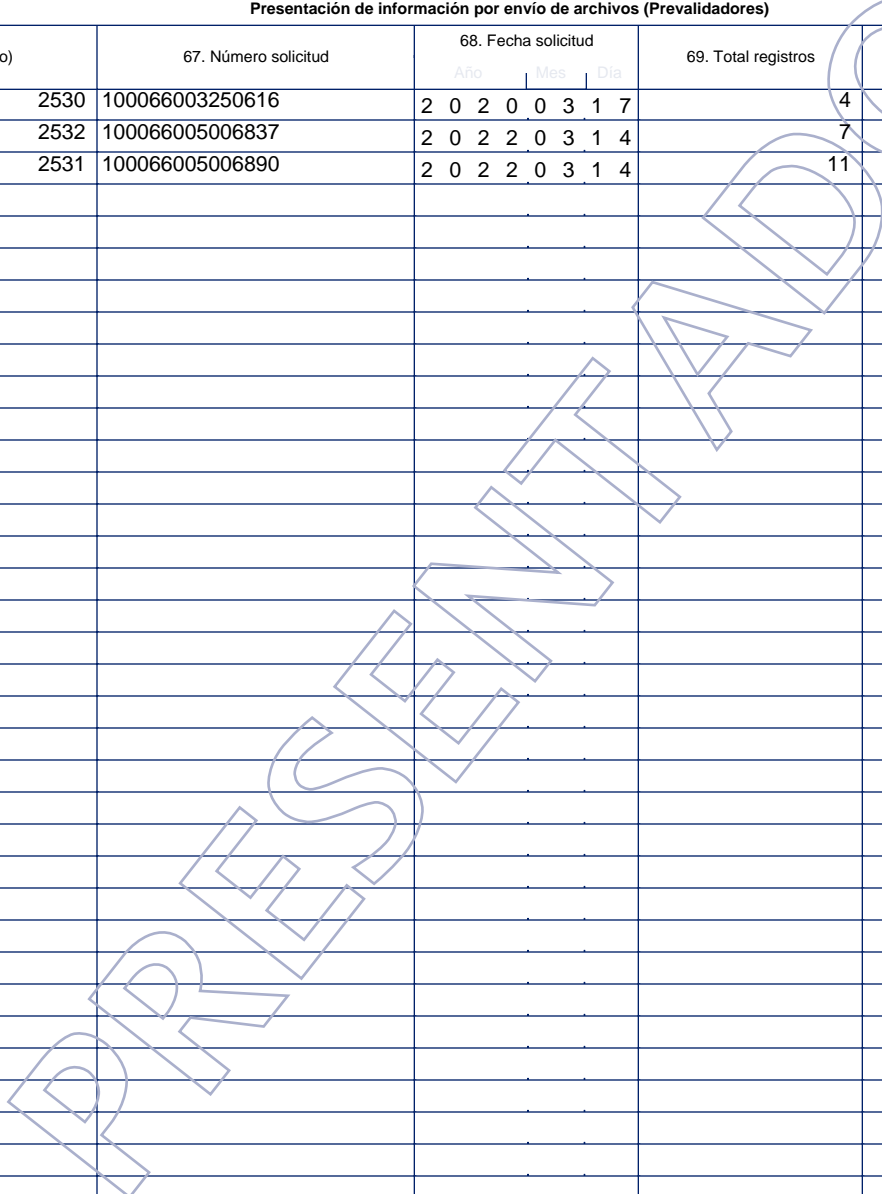 Presentación de información por envío de archivos (Prevalidadores)
o) 67. Número solicitud 68. Fecha solicitud 69. Total registros
Año Mes Día
2530 100066003250616 2 0 2 0 0 3 1 7 4
2532 100066005006837 2 0 2 2 0 3 1 4 7
2531 100066005006890 2 0 2 2 0 3 1 4 11
PRESENTADO